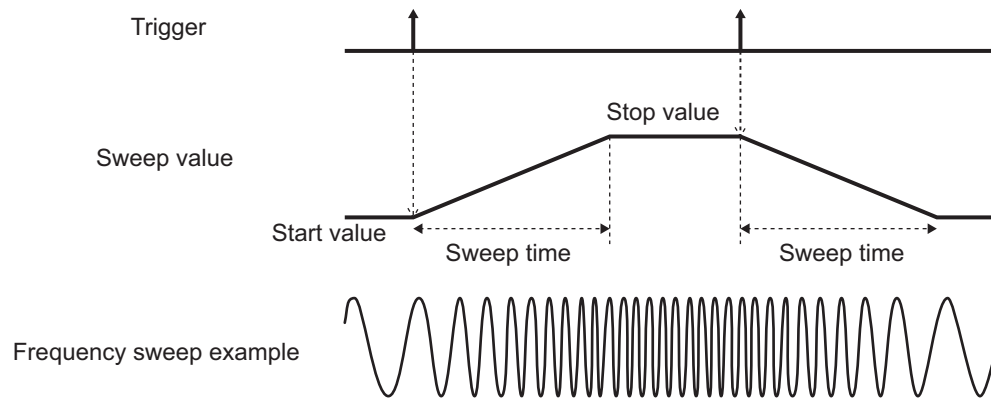 Trigger
Stop value
Sweep value
Start value
Sweep time
Sweep time
Frequency sweep example